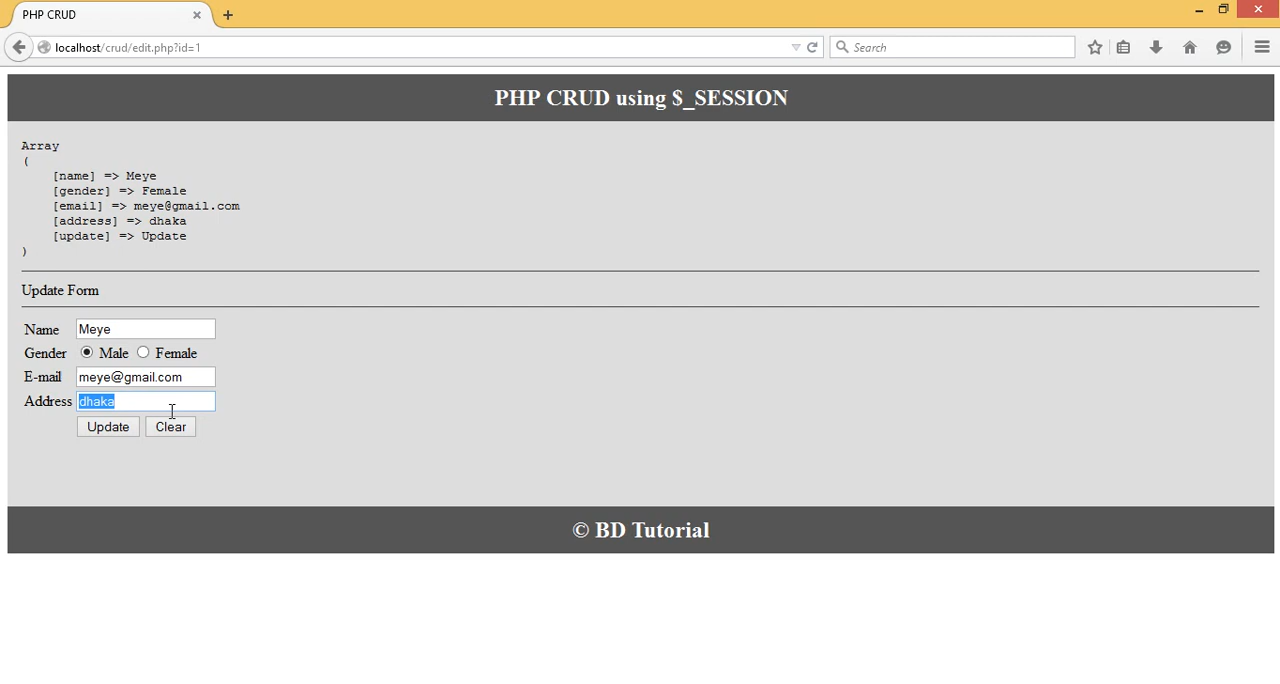 PHP CRUD
localhost/crud/edit.php?id=1
Search
PHP CRUD using $_SESSION
Array
(
[name] => Meye
[gender] => Female
[email] => meye@gmail.com
[address] => dhaka
[update] => Update
)
Update Form
Name Meye
Gender Male Female
E-mail meye@gmail.com
Address dhaka
Update Clear
© BD Tutorial